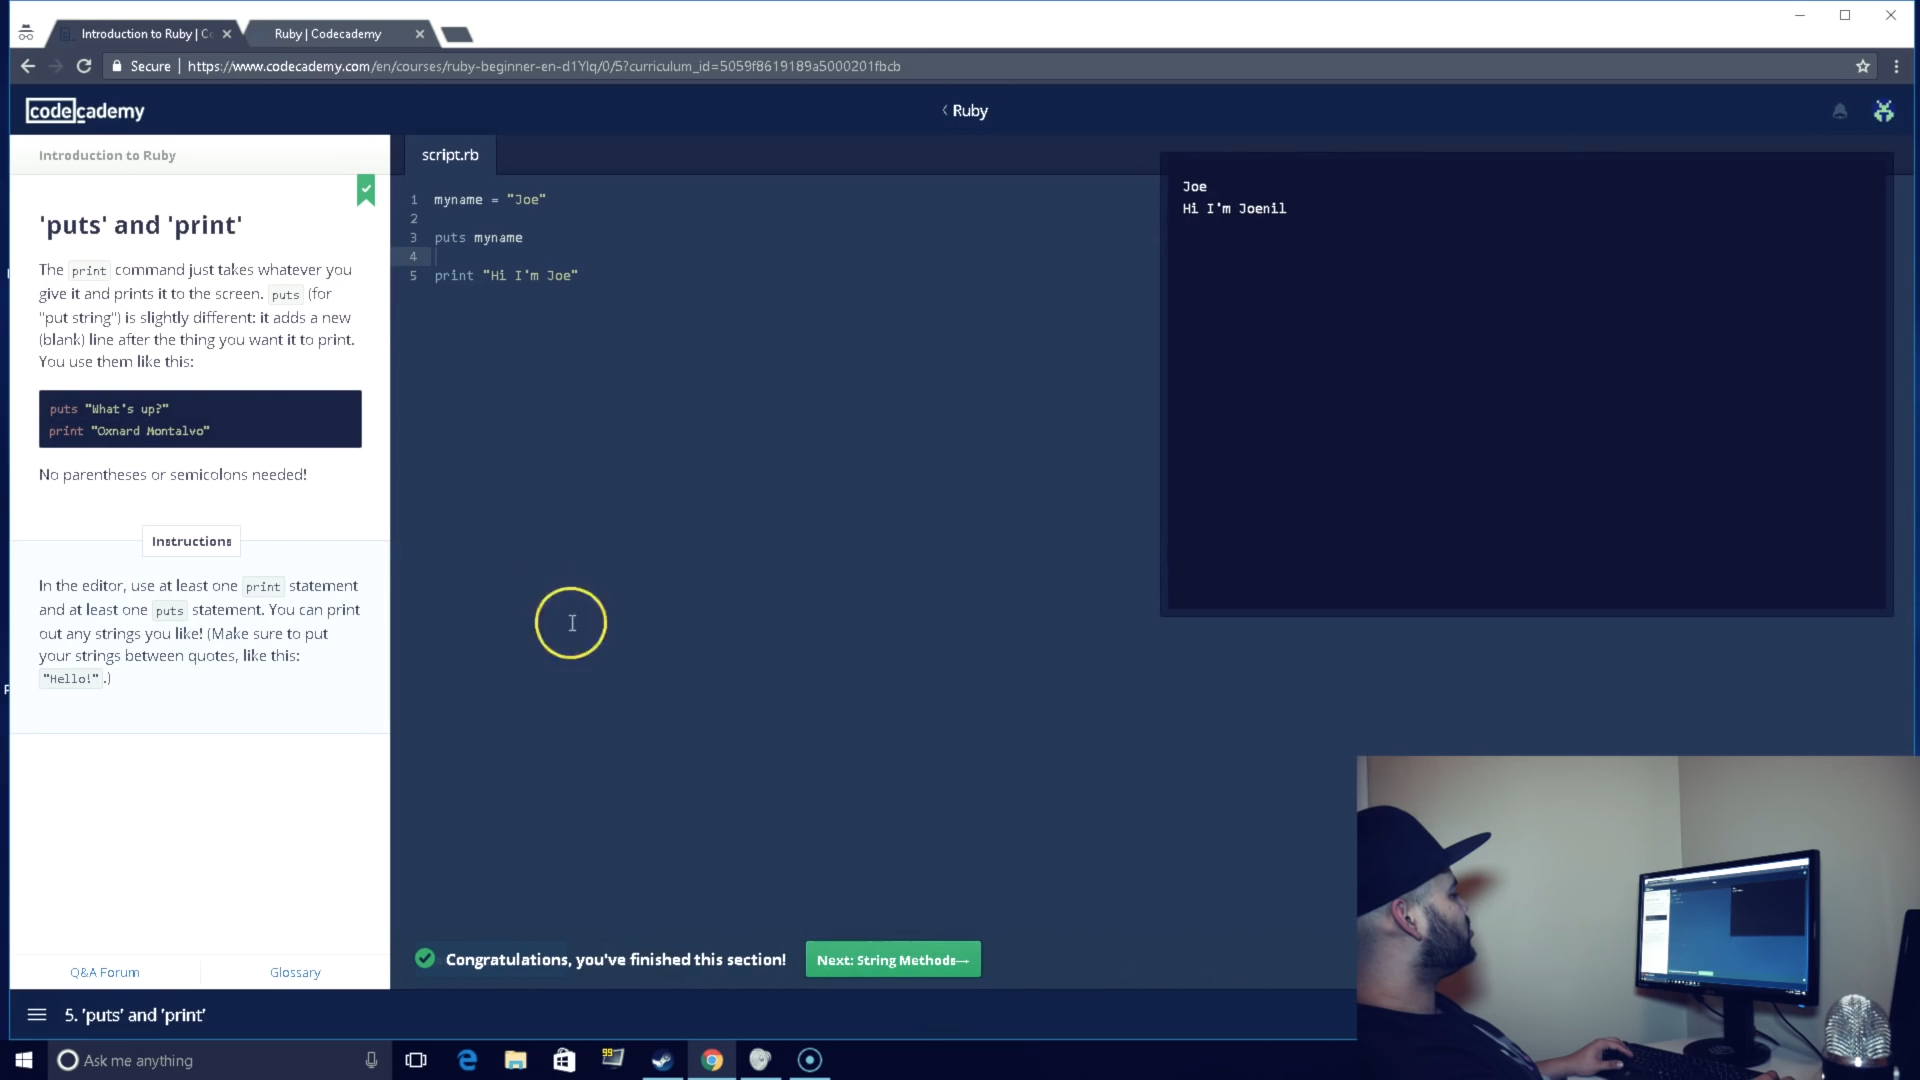 Introduction to Ruby | Co
Ruby | Codecademy
Secure | https://www.codecademy.com/en/courses/ruby-beginner-en-d1Ylq/0/5?curriculum_id=5059f8619189a5000201fbcb
codecademy
Ruby
Introduction to Ruby
'puts' and 'print'
The print command just takes whatever you
give it and prints it to the screen. puts (for
"put string") is slightly different: it adds a new
(blank) line after the thing you want it to print.
You use them like this:
puts "What's up?"
print "Oxnard Montalvo"
No parentheses or semicolons needed!
Instructions
In the editor, use at least one print statement
and at least one puts statement. You can print
out any strings you like! (Make sure to put
your strings between quotes, like this:
"Hello!".)
Q&A Forum
Glossary
script.rb
1 myname = "Joe"
2
3 puts myname
4
5 print "Hi I'm Joe"
Joe
Hi I'm Joenil
Congratulations, you've finished this section!
Next: String Methods→
5. 'puts' and 'print'
Ask me anything
99